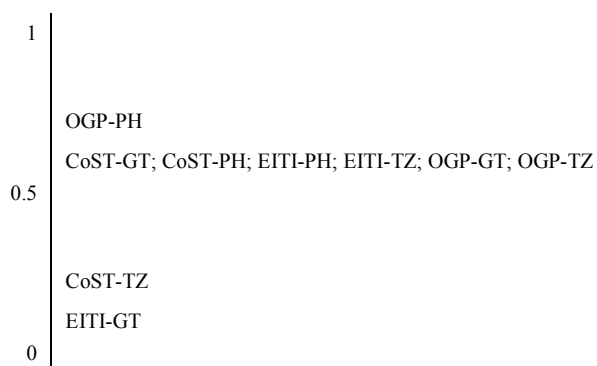 1
OGP-PH
CoST-GT; CoST-PH; EITI-PH; EITI-TZ; OGP-GT; OGP-TZ
0.5
CoST-TZ
EITI-GT
0